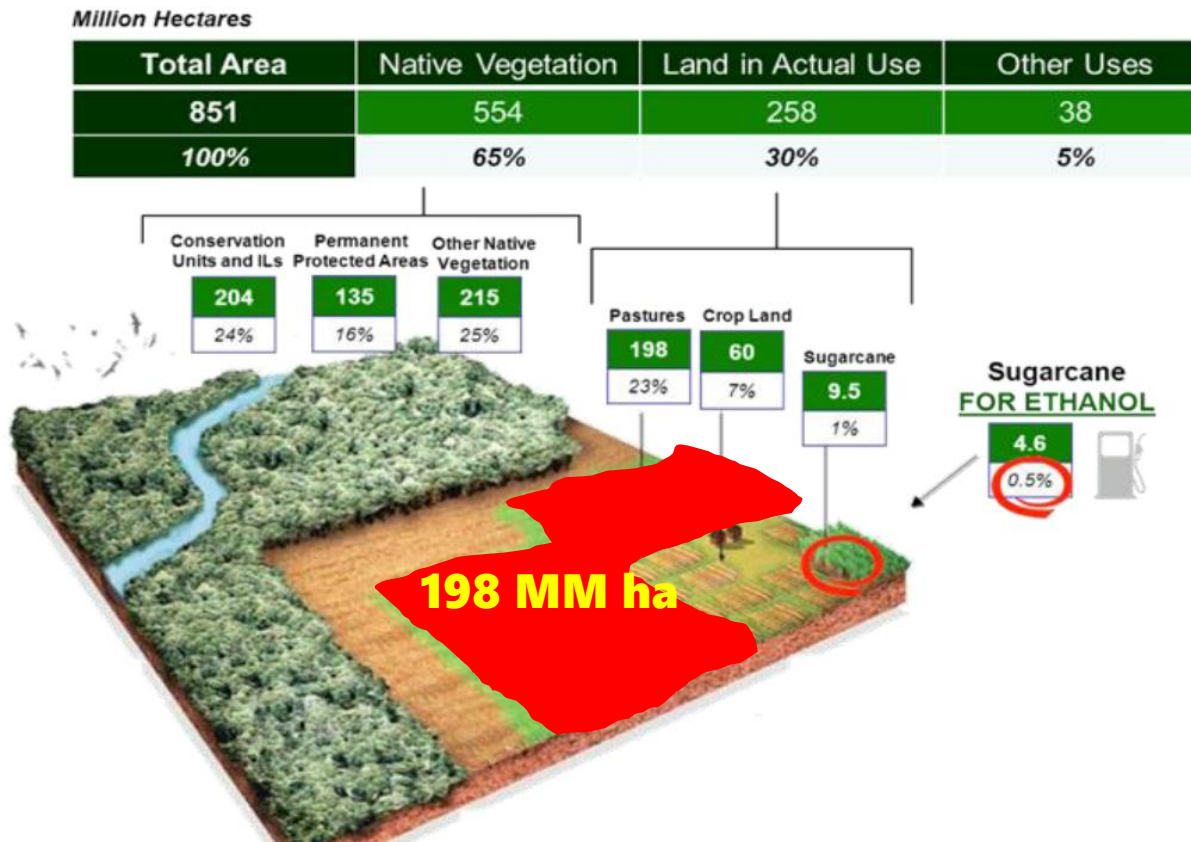 Million Hectares
Total Area Native Vegetation Land in Actual Use Other Uses
851 554 258 38
100% 65% 30% 5%
Conservation
Units and ILs
204
24%
Permanent
Protected Areas
135
16%
Other Native
Vegetation
215
25%
Pastures
198
23%
Crop Land
60
7%
Sugarcane
9.5
1%
Sugarcane
FOR ETHANOL
4.6
0.5%
198 MM ha